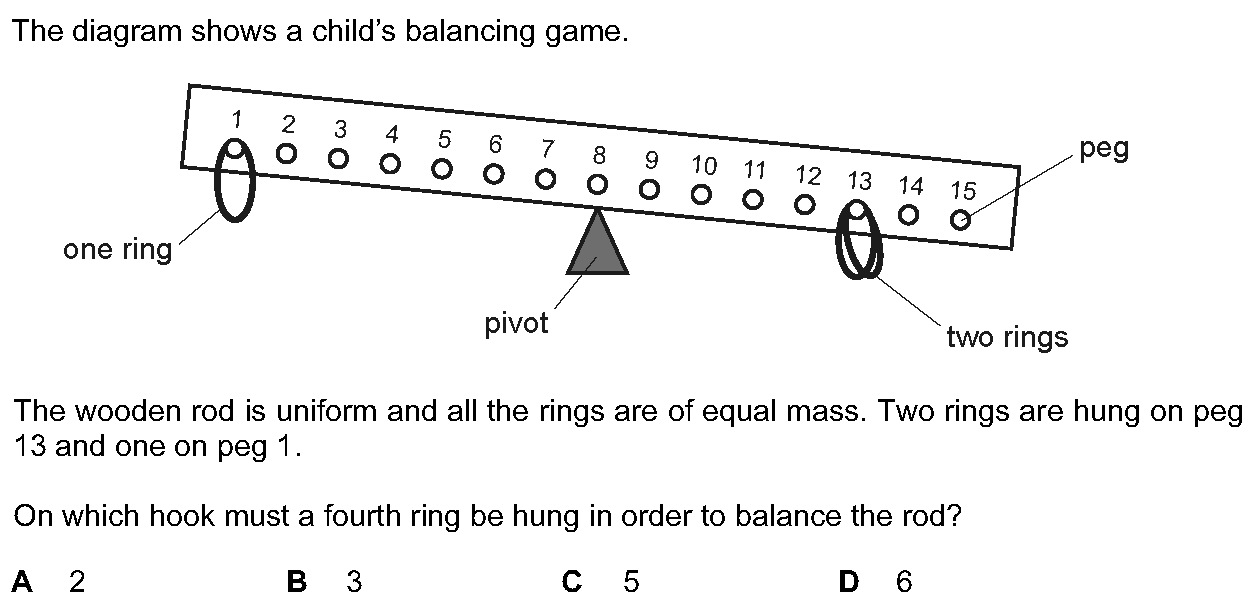 The diagram shows a child's balancing game.
1 2 3 4 5 6 7 8 9 10 11 12 13 14 15
peg
one ring
pivot
two rings
The wooden rod is uniform and all the rings are of equal mass. Two rings are hung on peg
13 and one on peg 1.
On which hook must a fourth ring be hung in order to balance the rod?
A 2 B 3 C 5 D 6